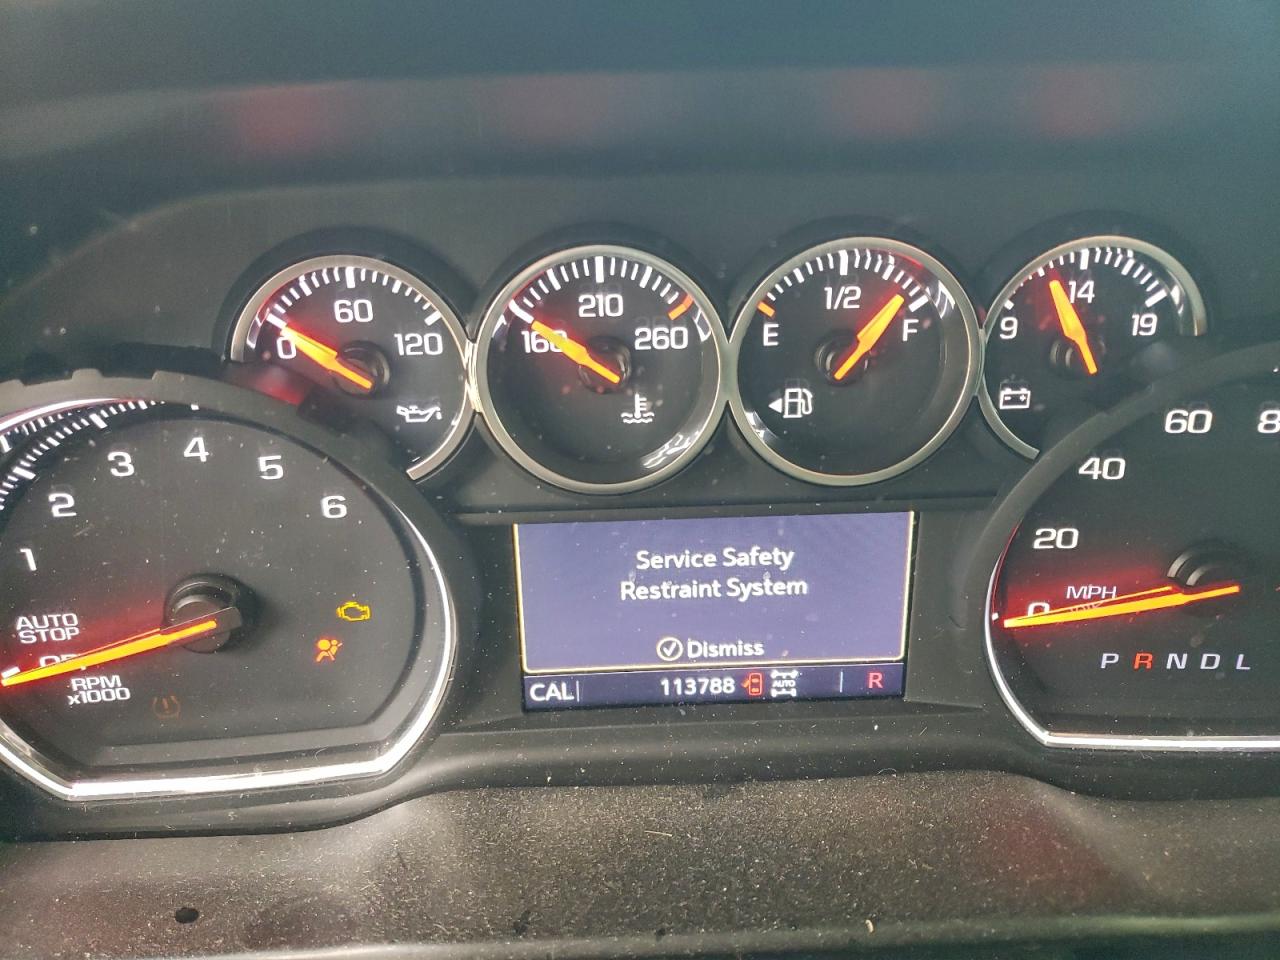 60
0 120
210
160 260
1/2
E F
14
9 19
1 2 3 4 5 6
AUTO
STOP
RPM
x1000
Service Safety
Restraint System
Dismiss
CAL 113788 AUTO R
0 20 40 60
MPH
P R N D L